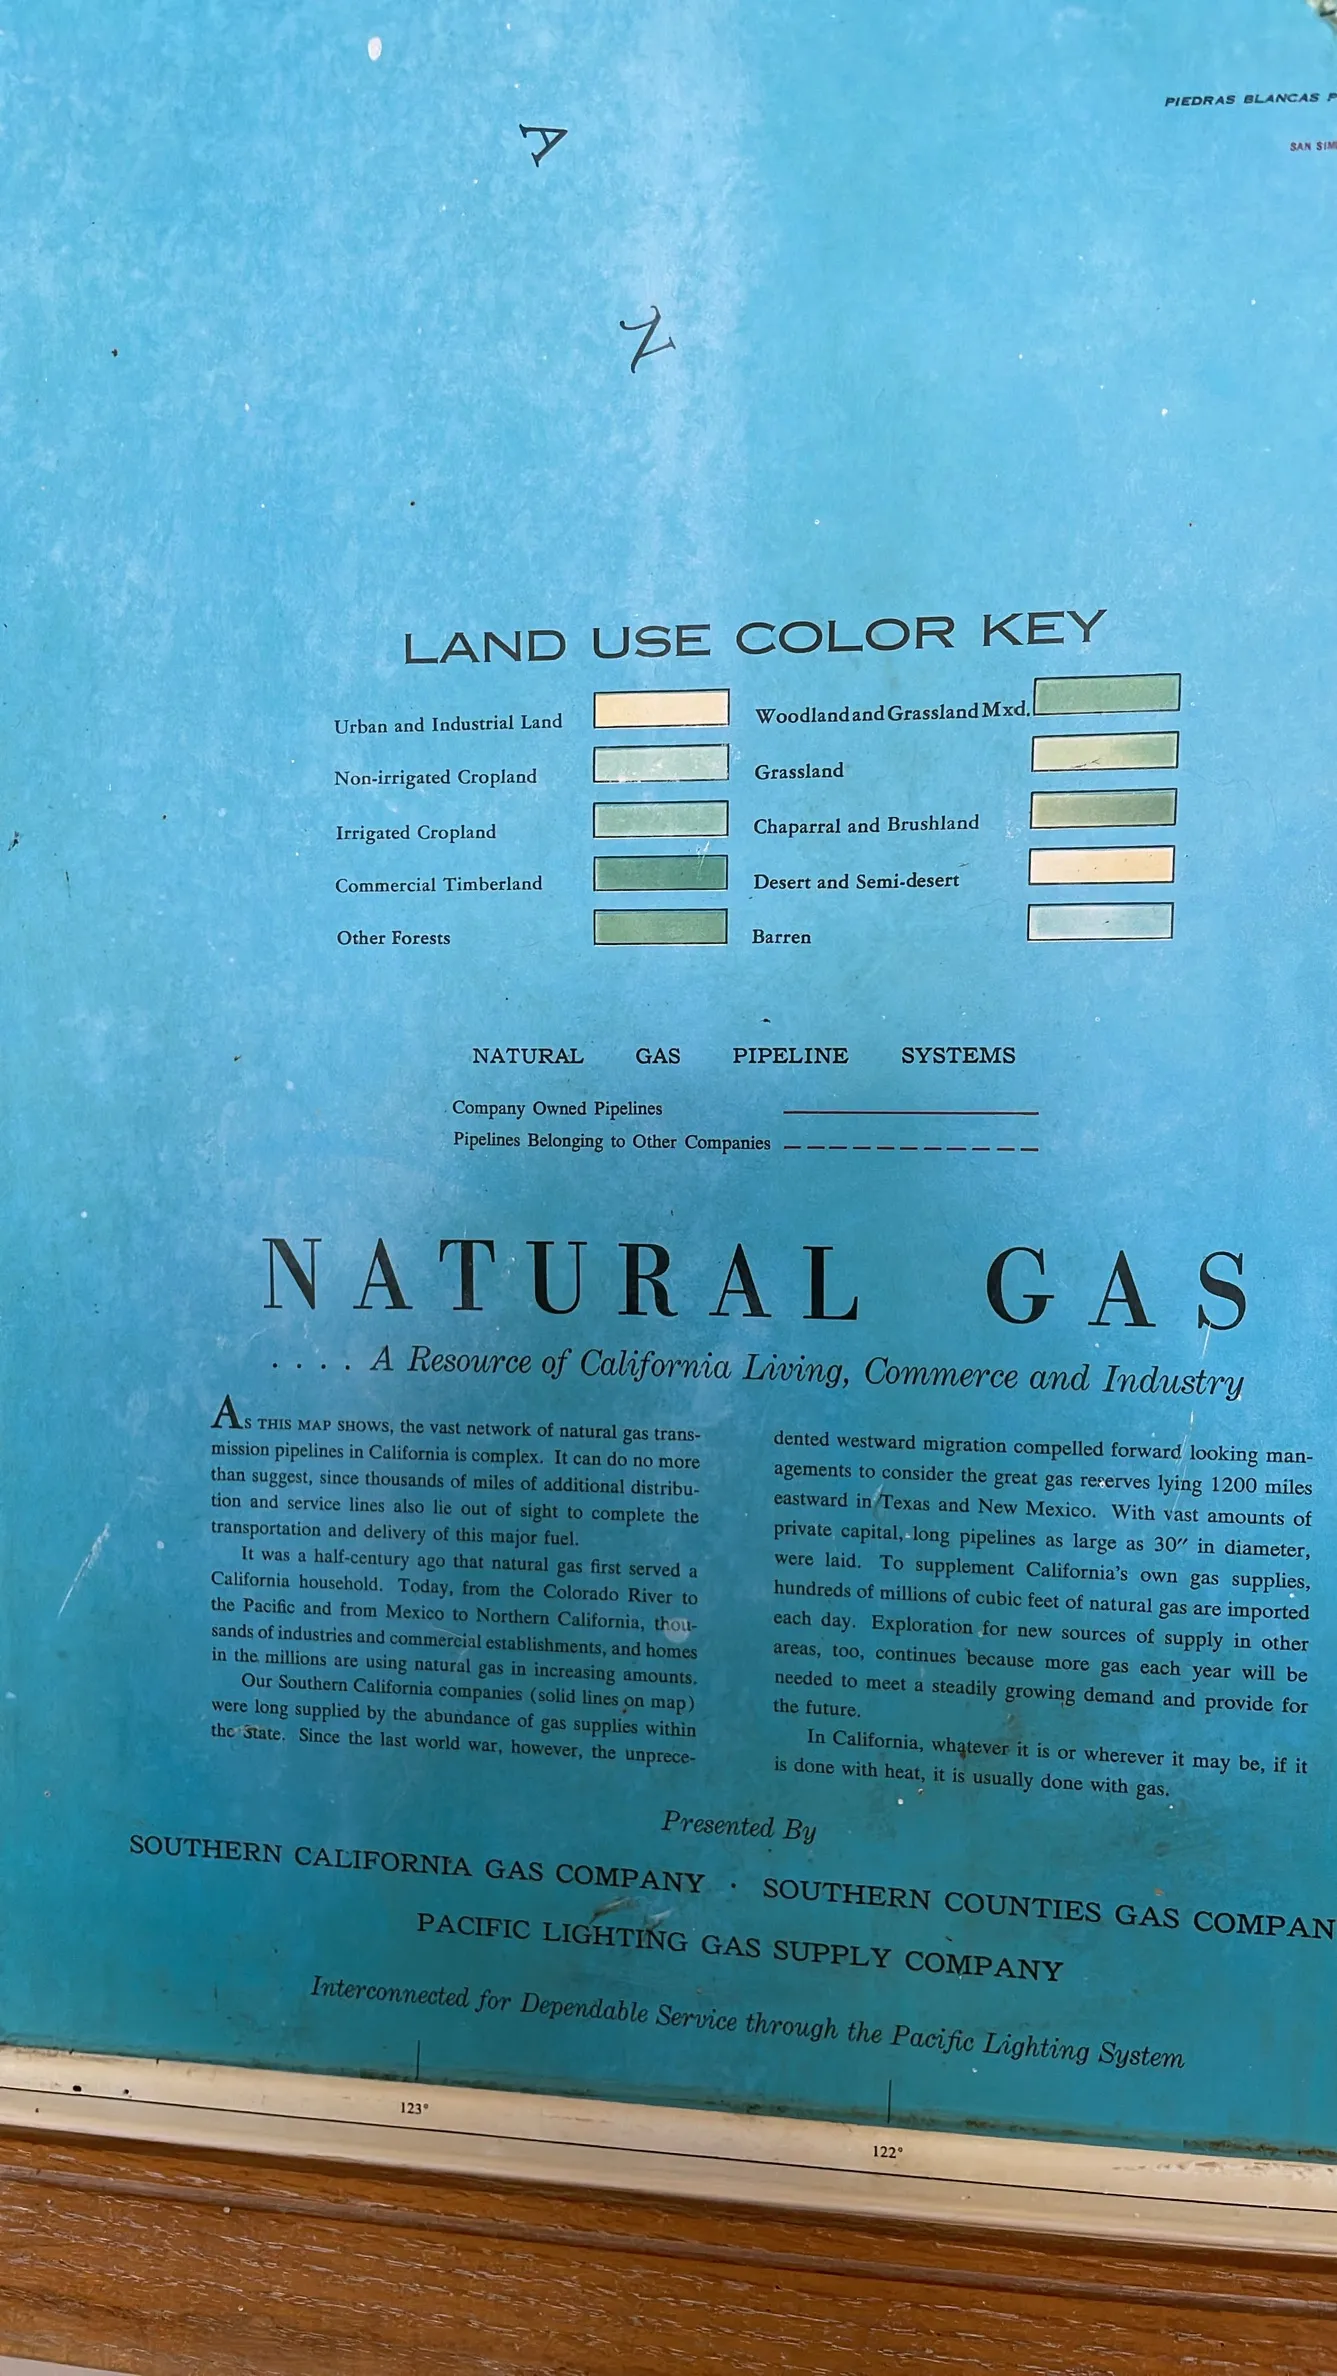 PIEDRAS BLANCAS
SAN
A
N
LAND USE COLOR KEY
Urban and Industrial Land
Non-irrigated Cropland
Irrigated Cropland
Commercial Timberland
Other Forests
Woodland and Grassland Mxd.
Grassland
Chaparral and Brushland
Desert and Semi-desert
Barren
NATURAL GAS PIPELINE SYSTEMS
Company Owned Pipelines
Pipelines Belonging to Other Companies
NATURAL GAS
.... A Resource of California Living, Commerce and Industry
AS THIS MAP SHOWS, the vast network of natural gas trans-
mission pipelines in California is complex. It can do no more
than suggest, since thousands of miles of additional distribu-
tion and service lines also lie out of sight to complete the
transportation and delivery of this major fuel.
It was a half-century ago that natural gas first served a
California household. Today, from the Colorado River to
the Pacific and from Mexico to Northern California, thou-
sands of industries and commercial establishments, and homes
in the millions are using natural gas in increasing amounts.
Our Southern California companies (solid lines on map)
were long supplied by the abundance of gas supplies within
the State. Since the last world war, however, the unprece-
dented westward migration compelled forward looking man-
agements to consider the great gas reserves lying 1200 miles
eastward in Texas and New Mexico. With vast amounts of
private capital, long pipelines as large as 30″ in diameter,
were laid. To supplement California's own gas supplies,
hundreds of millions of cubic feet of natural gas are imported
each day. Exploration for new sources of supply in other
areas, too, continues because more gas each year will be
needed to meet a steadily growing demand and provide for
the future.
In California, whatever it is or wherever it may be, if it
is done with heat, it is usually done with gas.
Presented By
SOUTHERN CALIFORNIA GAS COMPANY · SOUTHERN COUNTIES GAS COMPAN
PACIFIC LIGHTING GAS SUPPLY COMPANY
Interconnected for Dependable Service through the Pacific Lighting System
123°
122°